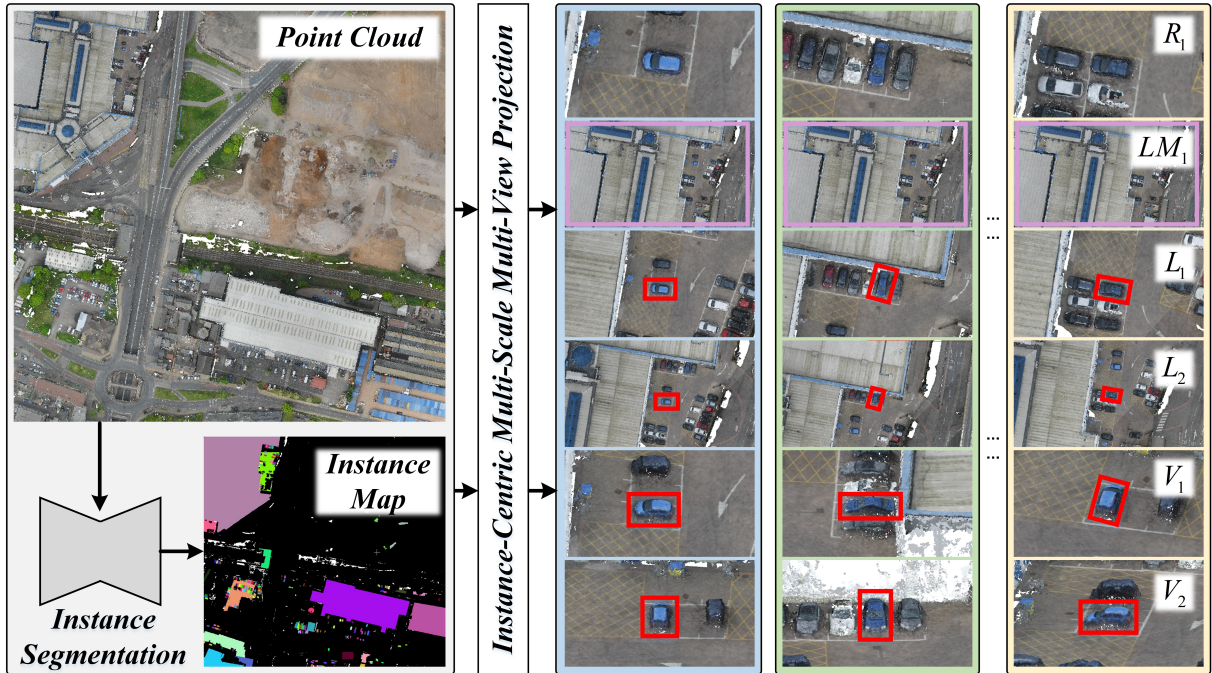 Point Cloud
Instance
Map
Instance
Segmentation
Instance-Centric Multi-Scale Multi-View Projection
R₁
LM₁
...
...
L₁
L₂
...
...
V₁
V₂